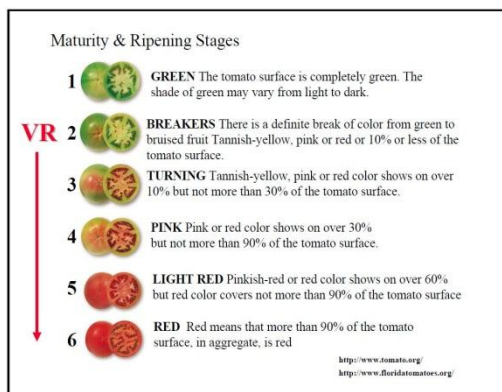 Maturity & Ripening Stages
1 GREEN The tomato surface is completely green. The
shade of green may vary from light to dark.
VR
2 BREAKERS There is a definite break of color from green to
bruised fruit Tannish-yellow, pink or red or 10% or less of the
tomato surface.
3 TURNING Tannish-yellow, pink or red color shows on over
10% but not more than 30% of the tomato surface.
4 PINK Pink or red color shows on over 30%
but not more than 90% of the tomato surface.
5 LIGHT RED Pinkish-red or red color shows on over 60%
but red color covers not more than 90% of the tomato surface
6 RED Red means that more than 90% of the tomato
surface, in aggregate, is red
http://www.tomato.org/
http://www.floridatomatoes.org/